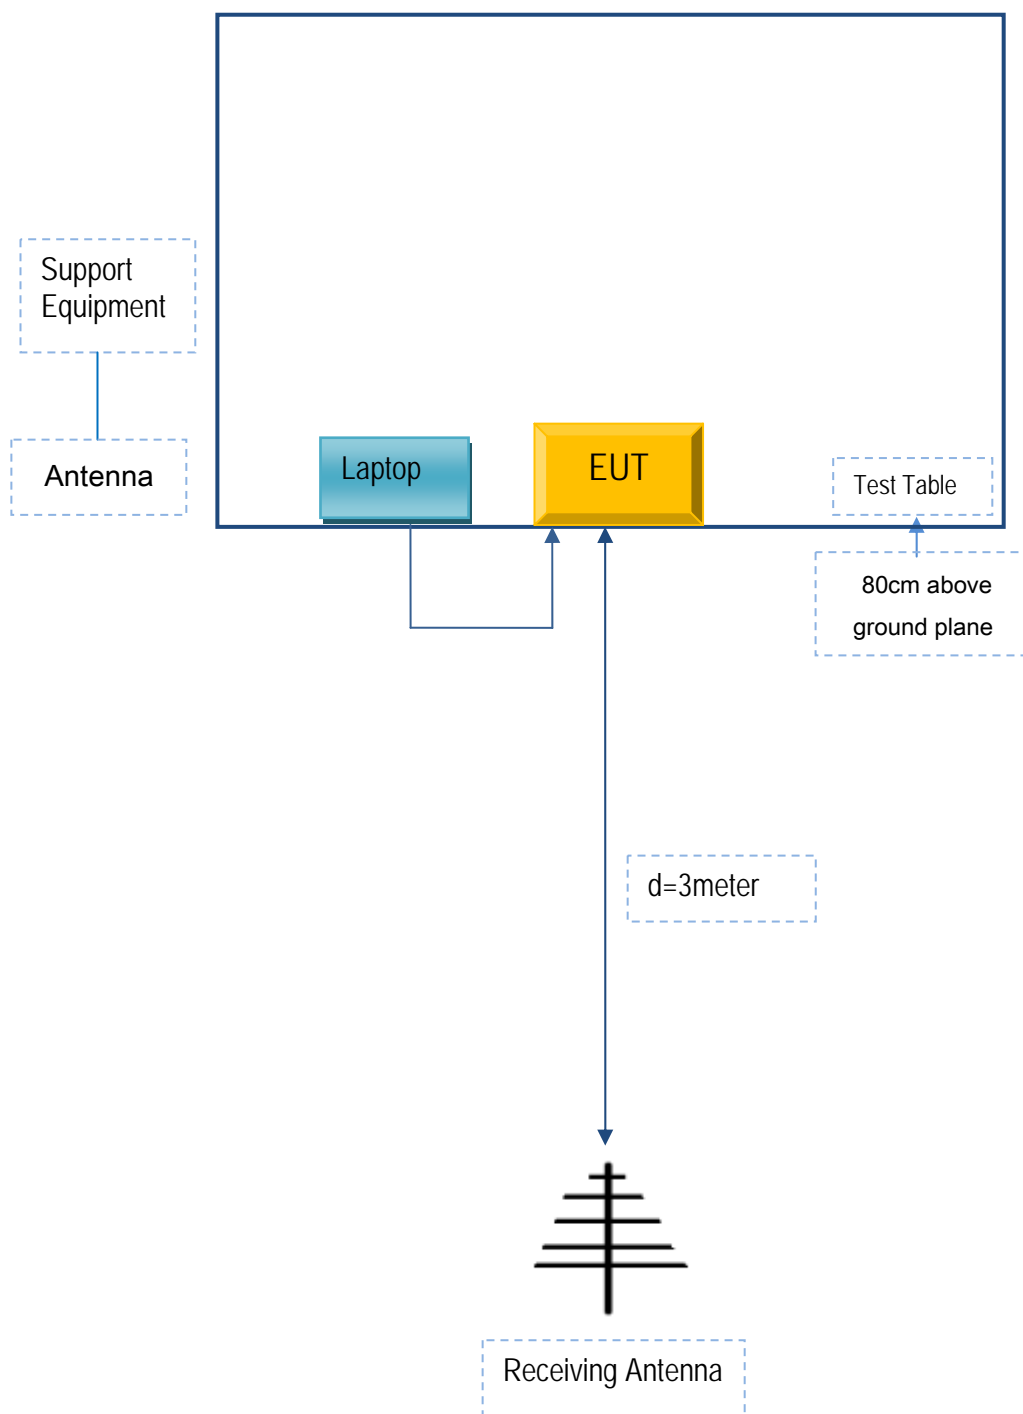 Support
Equipment
Antenna
Laptop
EUT
Test Table
80cm above
ground plane
d=3meter
Receiving Antenna